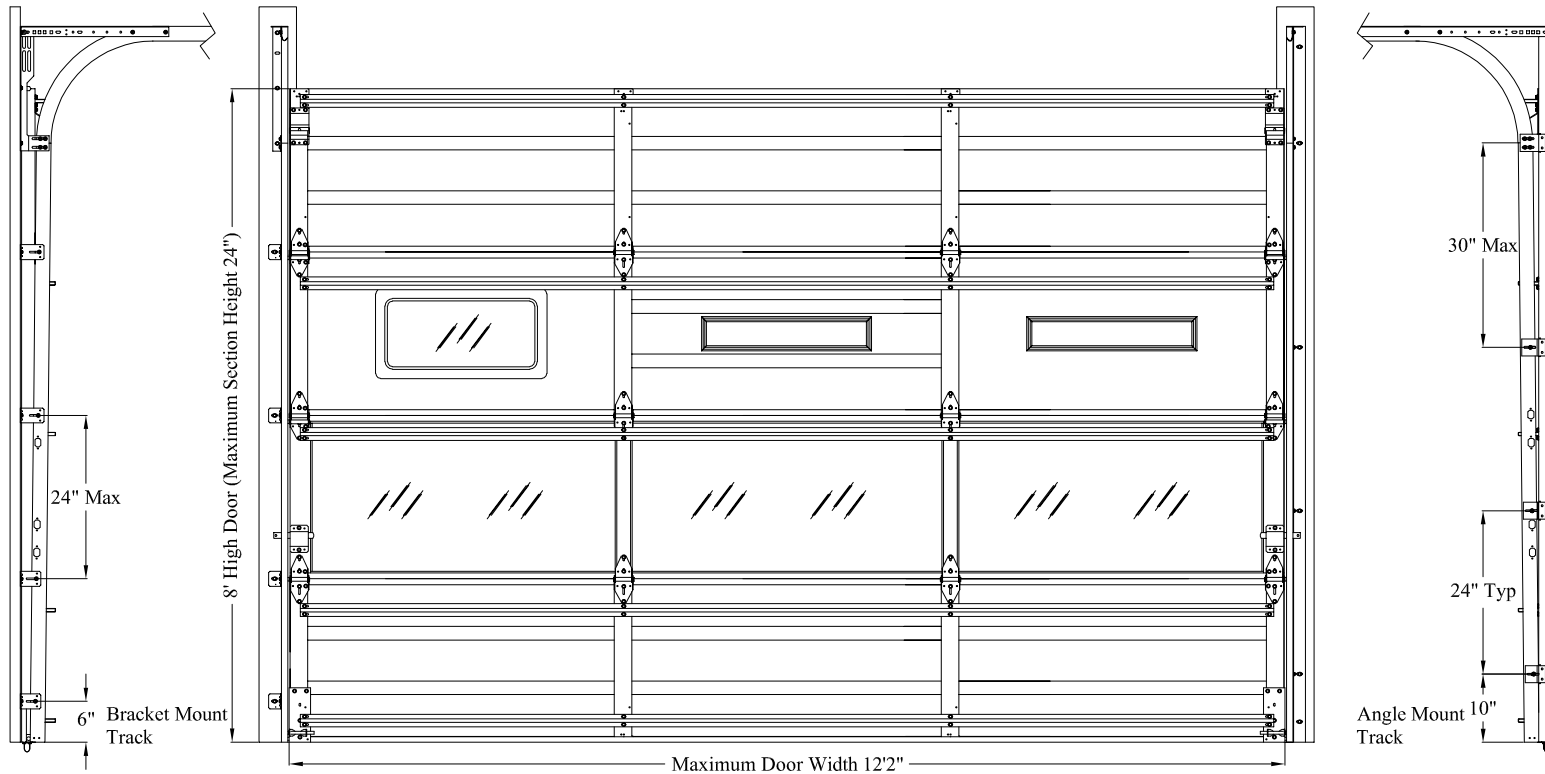 8' High Door (Maximum Section Height 24")
24" Max
6"
Bracket Mount
Track
Maximum Door Width 12'2"
30" Max
24" Typ
10"
Angle Mount
Track